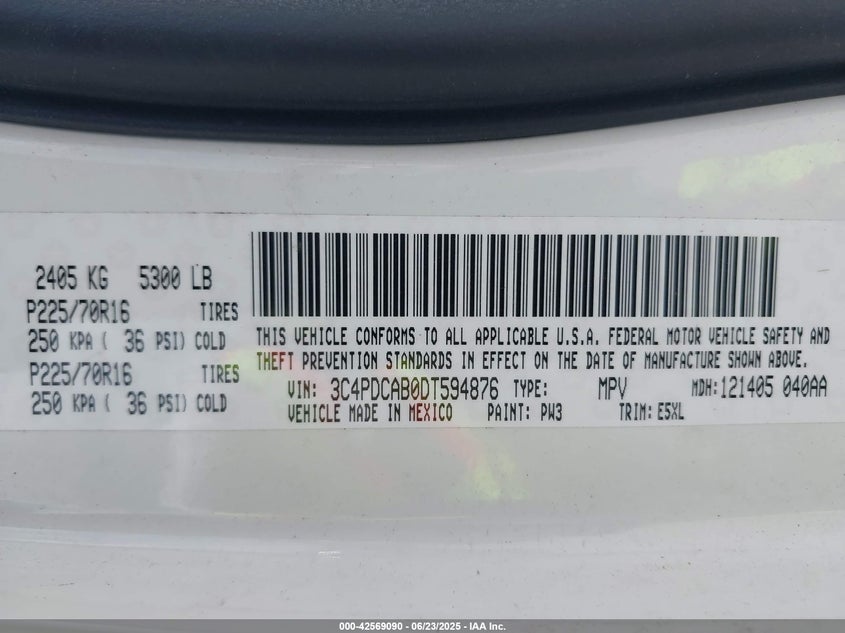 2405 KG 5300 LB
P225/70R16 TIRES
250 KPA ( 36 PSI) COLD
P225/70R16 TIRES
250 KPA ( 36 PSI) COLD
THIS VEHICLE CONFORMS TO ALL APPLICABLE U.S.A. FEDERAL MOTOR VEHICLE SAFETY AND
THEFT PREVENTION STANDARDS IN EFFECT ON THE DATE OF MANUFACTURE SHOWN ABOVE.
VIN: 3C4PDCAB0DT594876 TYPE: MPV MDH: 121405 040AA
VEHICLE MADE IN MEXICO PAINT: PW3 TRIM: E5XL
000-42569090 - 06/23/2025 - IAA Inc.